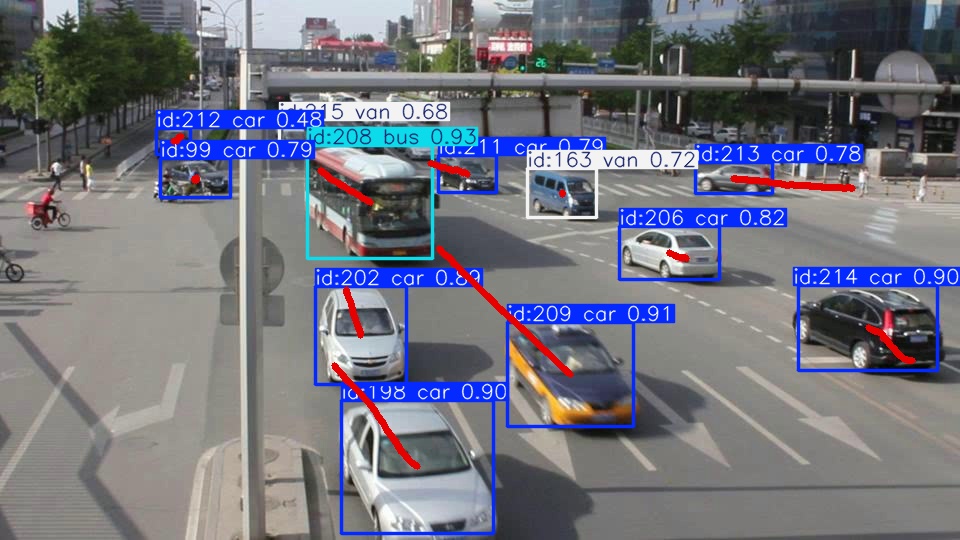 id:215 van 0.68
id:212 car 0.48
id:208 bus 0.93
id:99 car 0.79
id:211 car 0.79
id:163 van 0.72
id:213 car 0.78
26
id:206 car 0.82
id:202 car 0.89
id:214 car 0.90
id:209 car 0.91
id:198 car 0.90